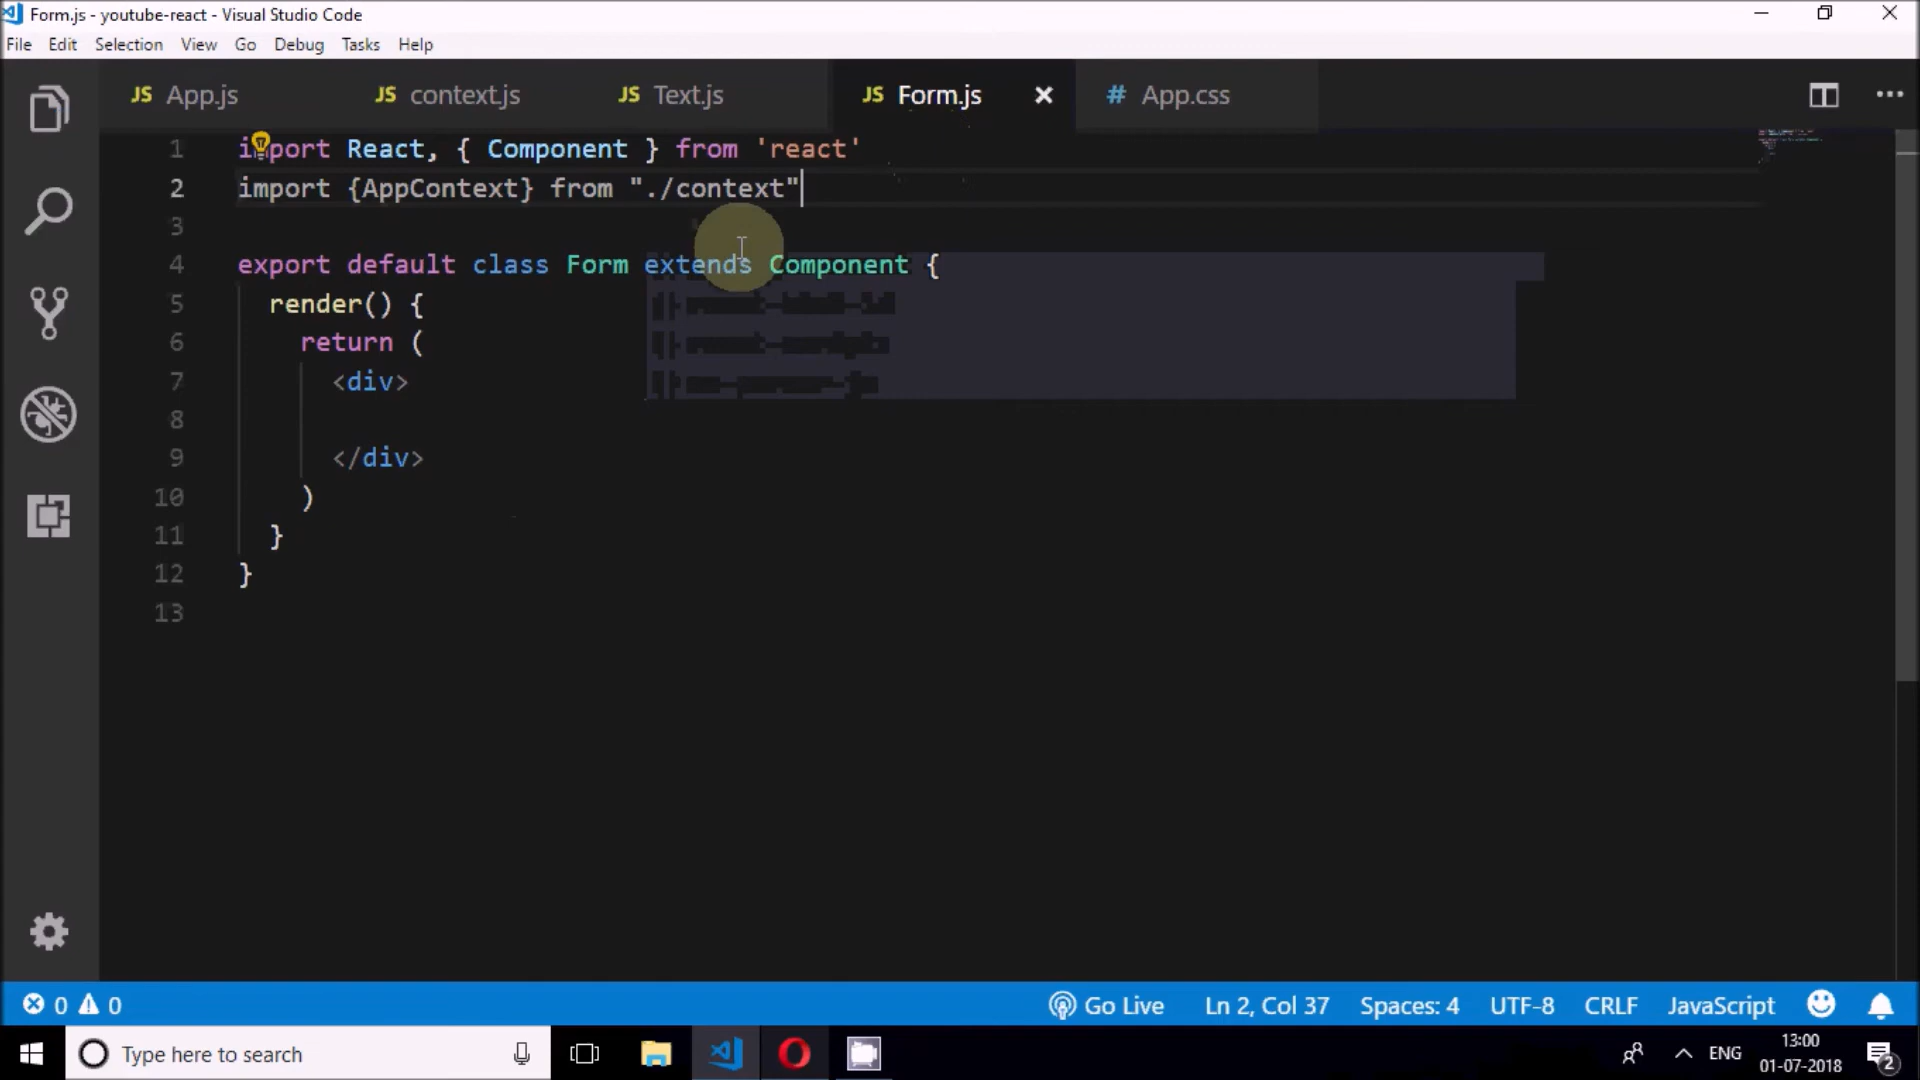 Form.js - youtube-react - Visual Studio Code
File Edit Selection View Go Debug Tasks Help
JS App.js JS context.js JS Text.js JS Form.js # App.css
1 import React, { Component } from 'react'
2 import {AppContext} from "./context"
3
4 export default class Form extends Component {
5 render() {
6 return (
7 <div>
8
9 </div>
10 )
11 }
12 }
13
0 0 Go Live Ln 2, Col 37 Spaces: 4 UTF-8 CRLF JavaScript
Type here to search ENG 13:00
01-07-2018 2